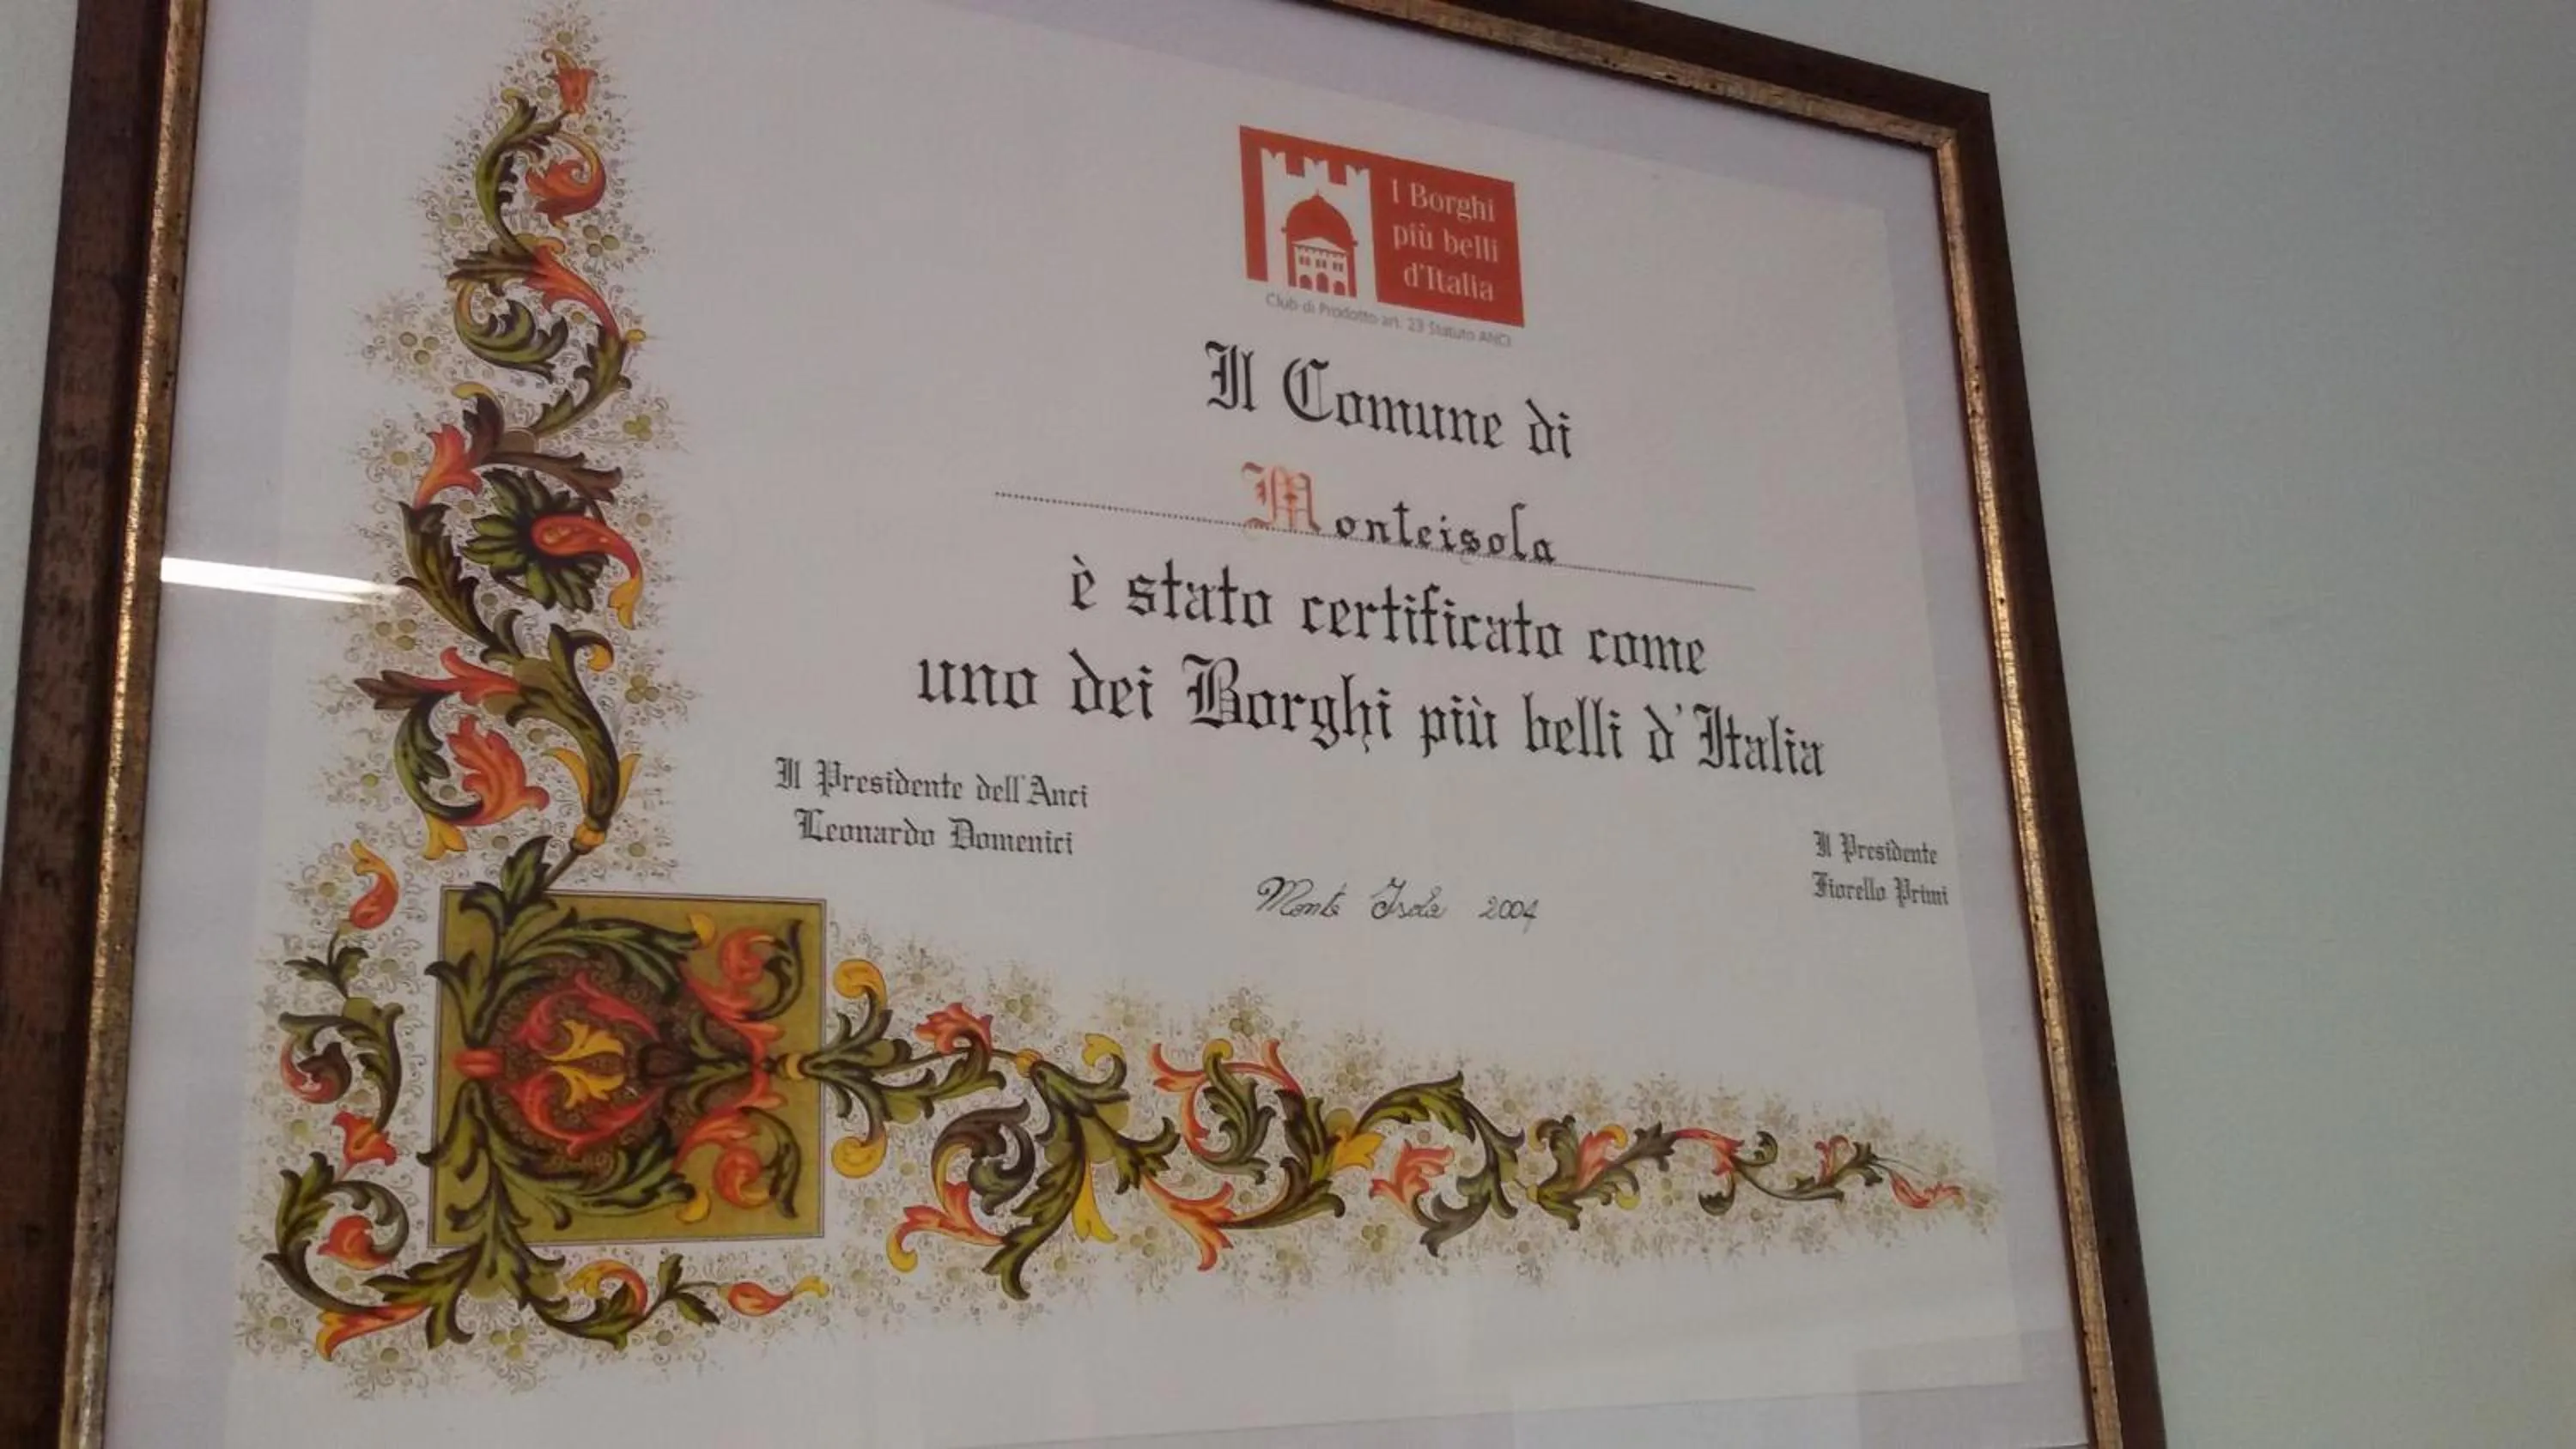 I Borghi
più belli
d'Italia
Club di Prodotto art. 23 Statuto ANCI
Il Comune di
Monteisola
è stato certificato come
uno dei Borghi più belli d'Italia
Il Presidente dell'Anci
Leonardo Domenici
Il Presidente
Fiorello Primi
Monte Isola 2004